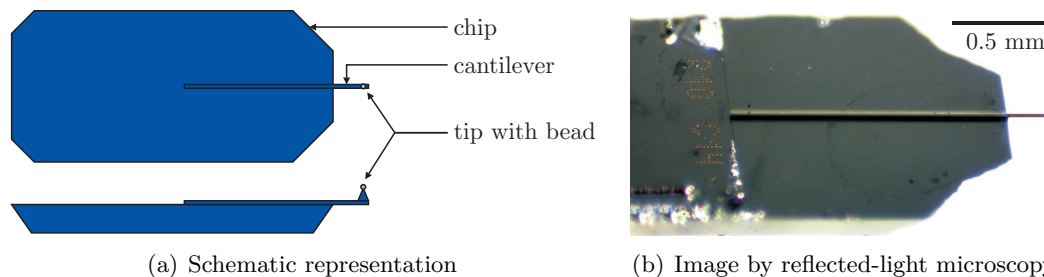 chip
cantilever
tip with bead
0.5 mm
(a) Schematic representation
(b) Image by reflected-light microscopy